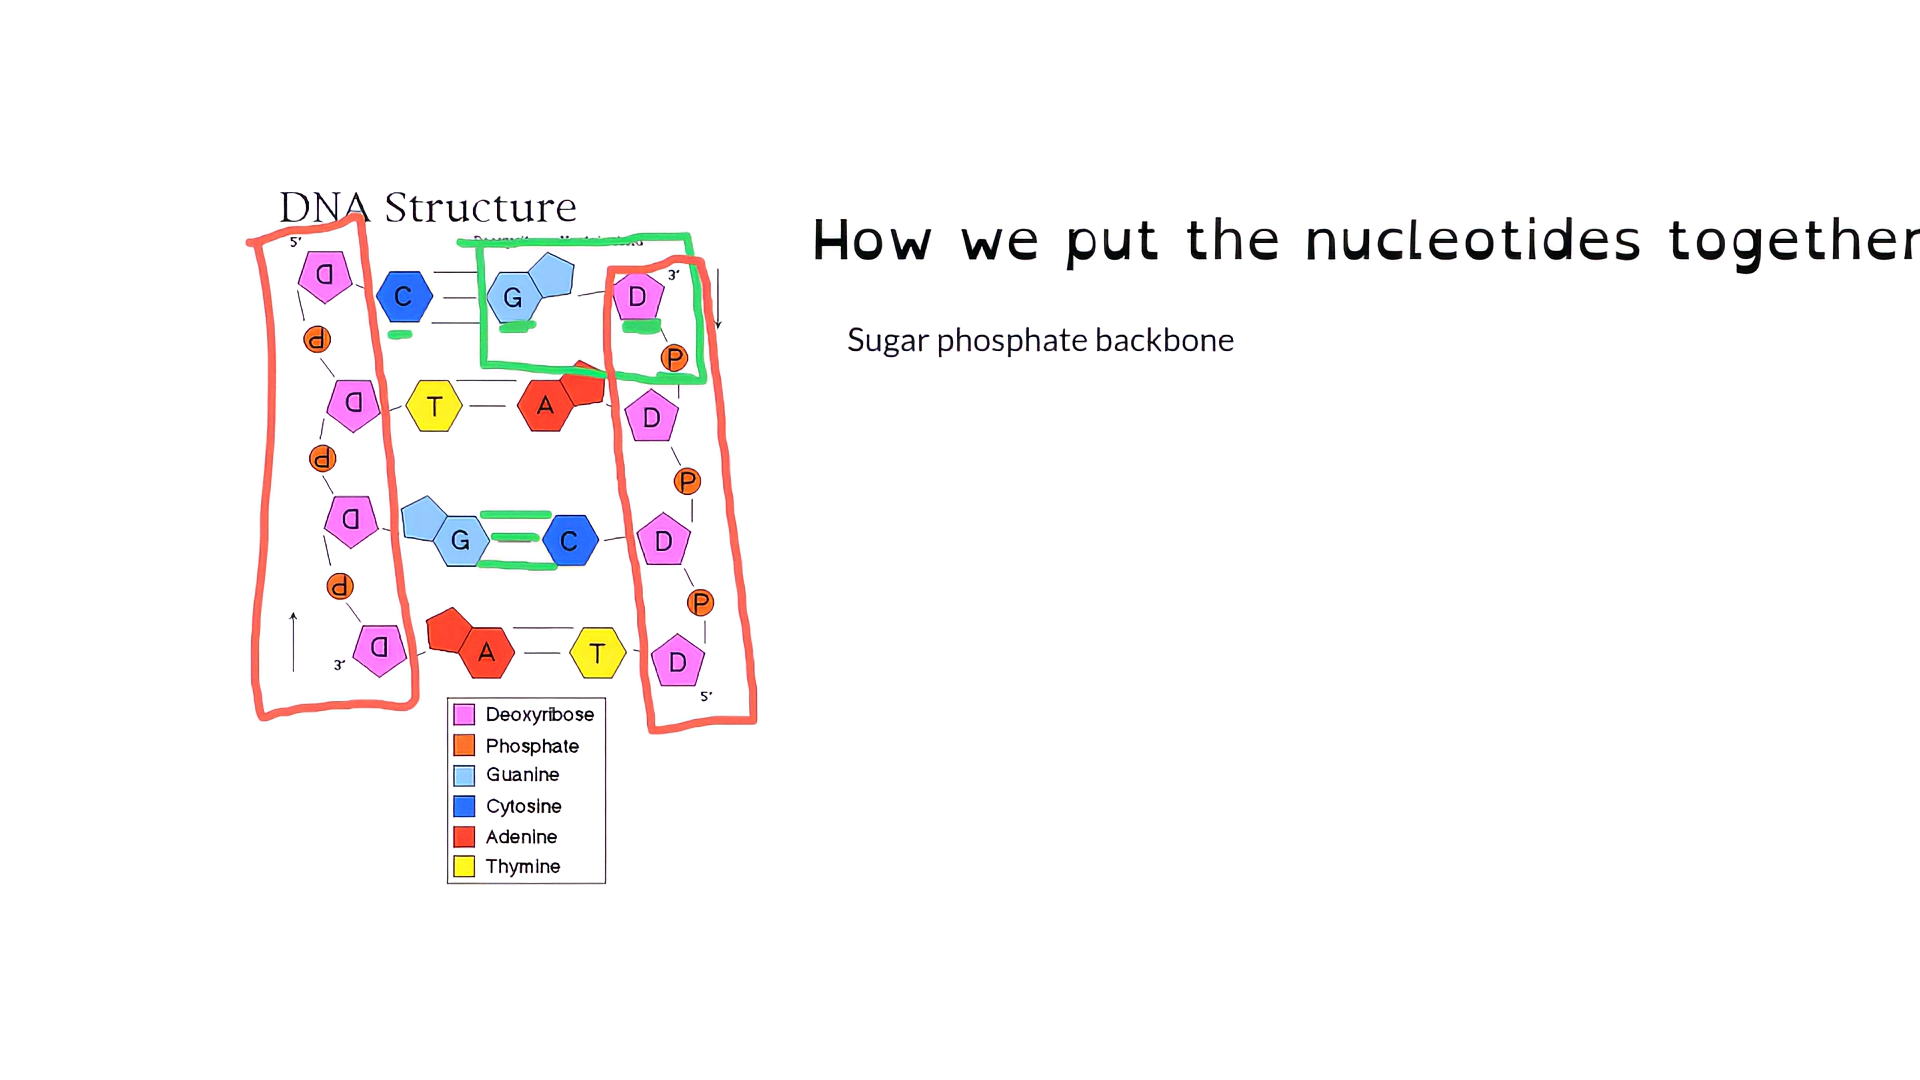 DNA Structure
How we put the nucleotides together
Sugar phosphate backbone
5′
3′
D
C
G
D
P
P
D
T
A
D
P
P
D
G
C
D
P
P
D
A
T
D
3′
5′
Deoxyribose
Phosphate
Guanine
Cytosine
Adenine
Thymine